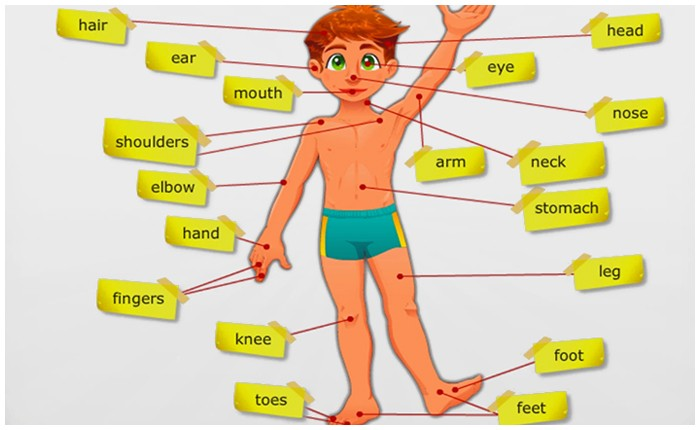 hair
head
ear
eye
mouth
nose
shoulders
arm
neck
elbow
stomach
hand
leg
fingers
knee
foot
toes
feet